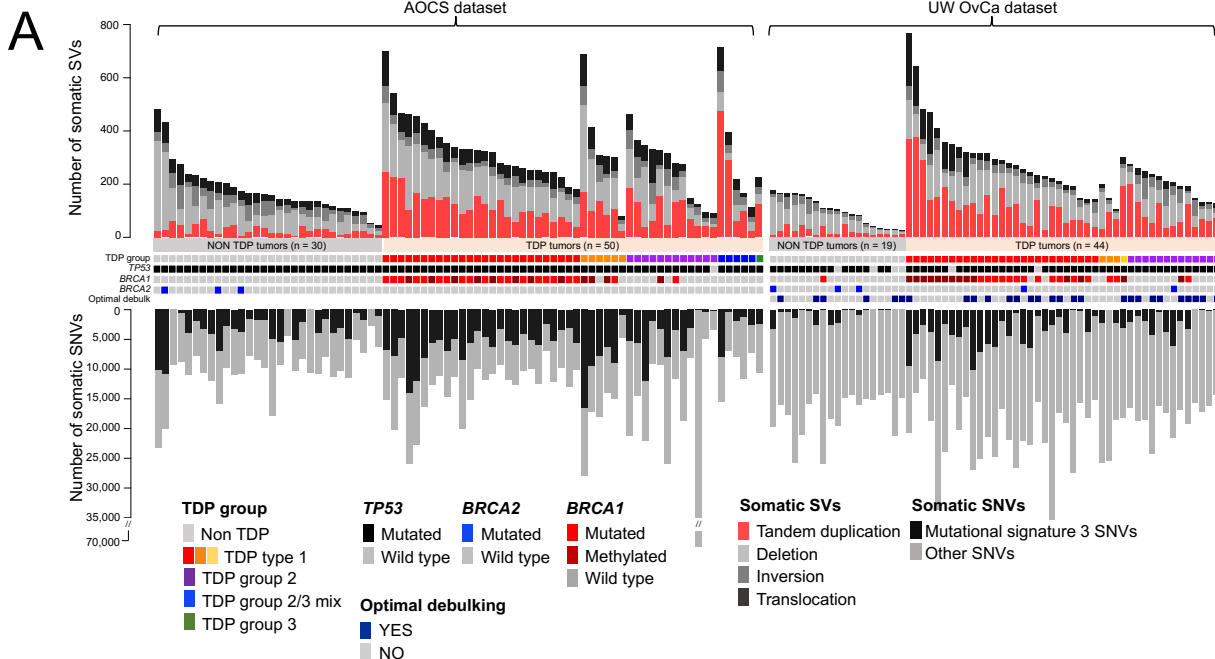 A
AOCS dataset
UW OvCa dataset
Number of somatic SVs
800
600
400
200
0
NON TDP tumors (n = 30)
TDP tumors (n = 50)
NON TDP tumors (n = 19)
TDP tumors (n = 44)
TDP group
TP53
BRCA1
BRCA2
Optimal debulk
Number of somatic SNVs
0
5,000
10,000
15,000
20,000
25,000
30,000
35,000
//
70,000
//
TDP group
Non TDP
TDP type 1
TDP group 2
TDP group 2/3 mix
TDP group 3
TP53
Mutated
Wild type
Optimal debulking
YES
NO
BRCA2
Mutated
Wild type
BRCA1
Mutated
Methylated
Wild type
Somatic SVs
Tandem duplication
Deletion
Inversion
Translocation
Somatic SNVs
Mutational signature 3 SNVs
Other SNVs